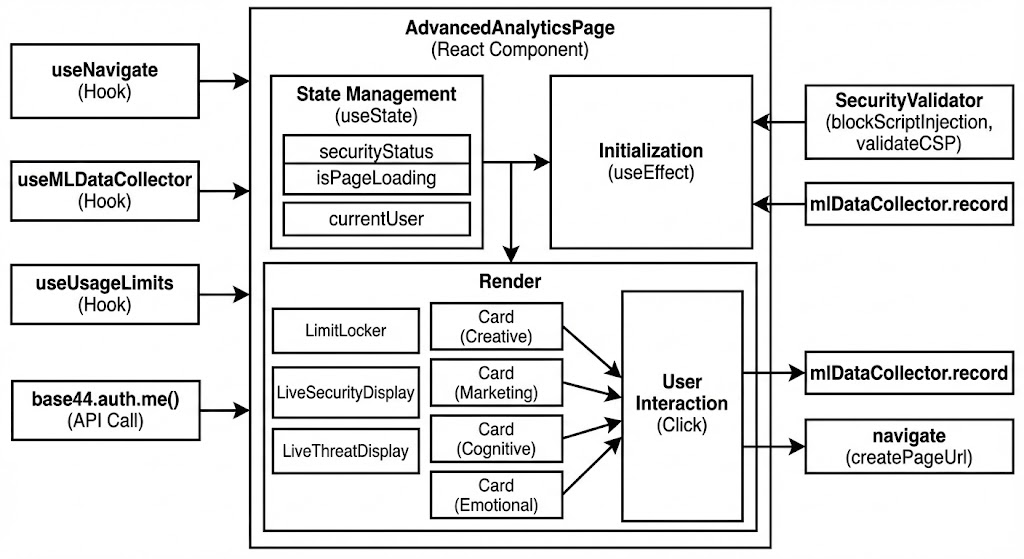 AdvancedAnalyticsPage
(React Component)
useNavigate
(Hook)
useMLDataCollector
(Hook)
useUsageLimits
(Hook)
base44.auth.me()
(API Call)
State Management
(useState)
securityStatus
isPageLoading
currentUser
Initialization
(useEffect)
SecurityValidator
(blockScriptInjection,
validateCSP)
mlDataCollector.record
Render
LimitLocker
LiveSecurityDisplay
LiveThreatDisplay
Card
(Creative)
Card
(Marketing)
Card
(Cognitive)
Card
(Emotional)
User
Interaction
(Click)
mlDataCollector.record
navigate
(createPageUrl)